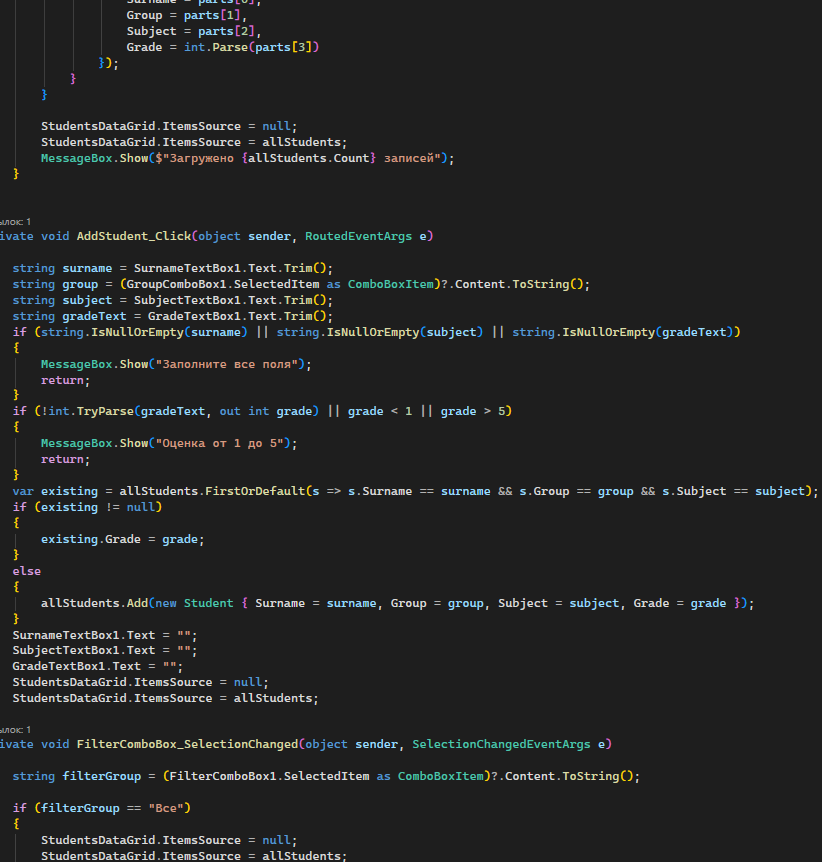 Group = parts[1],
Subject = parts[2],
Grade = int.Parse(parts[3])
});
}
}
StudentsDataGrid.ItemsSource = null;
StudentsDataGrid.ItemsSource = allStudents;
MessageBox.Show($"Загружено {allStudents.Count} записей");
}
ылок: 1
ivate void AddStudent_Click(object sender, RoutedEventArgs e)
string surname = SurnameTextBox1.Text.Trim();
string group = (GroupComboBox1.SelectedItem as ComboBoxItem)?.Content.ToString();
string subject = SubjectTextBox1.Text.Trim();
string gradeText = GradeTextBox1.Text.Trim();
if (string.IsNullOrEmpty(surname) || string.IsNullOrEmpty(subject) || string.IsNullOrEmpty(gradeText))
{
MessageBox.Show("Заполните все поля");
return;
}
if (!int.TryParse(gradeText, out int grade) || grade < 1 || grade > 5)
{
MessageBox.Show("Оценка от 1 до 5");
return;
}
var existing = allStudents.FirstOrDefault(s => s.Surname == surname && s.Group == group && s.Subject == subject);
if (existing != null)
{
existing.Grade = grade;
}
else
{
allStudents.Add(new Student { Surname = surname, Group = group, Subject = subject, Grade = grade });
}
SurnameTextBox1.Text = "";
SubjectTextBox1.Text = "";
GradeTextBox1.Text = "";
StudentsDataGrid.ItemsSource = null;
StudentsDataGrid.ItemsSource = allStudents;
ылок: 1
ivate void FilterComboBox_SelectionChanged(object sender, SelectionChangedEventArgs e)
string filterGroup = (FilterComboBox1.SelectedItem as ComboBoxItem)?.Content.ToString();
if (filterGroup == "Все")
{
StudentsDataGrid.ItemsSource = null;
StudentsDataGrid.ItemsSource = allStudents;